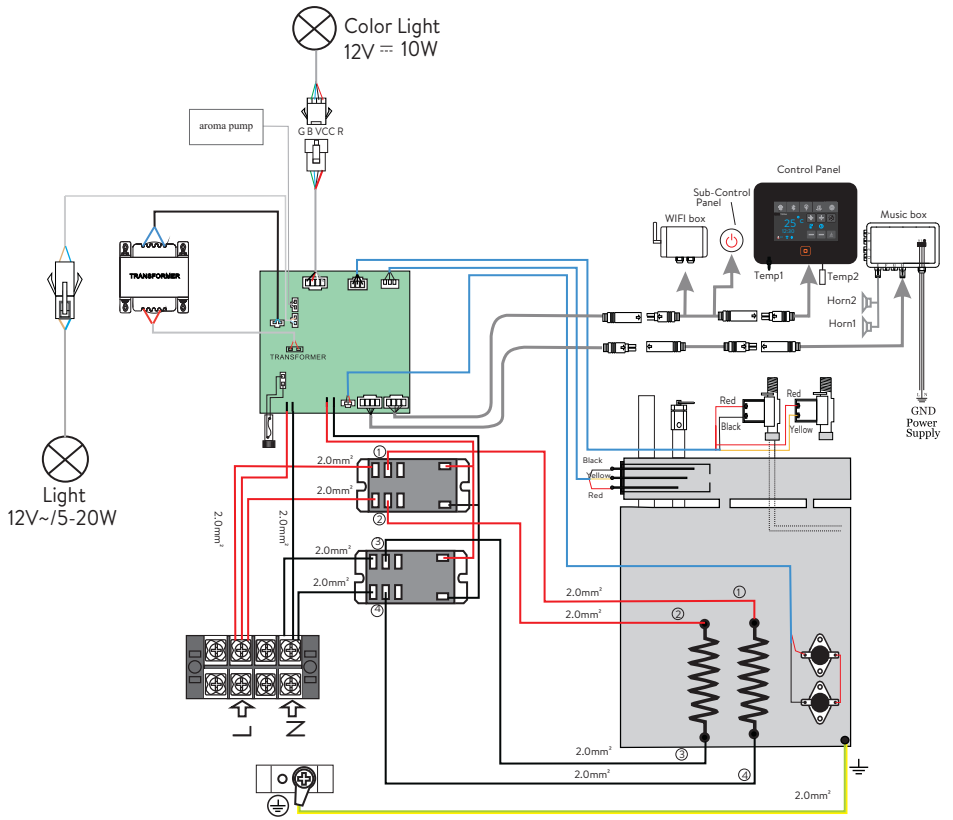 Color Light
12V ⎓ 10W
G B VCC R
aroma pump
Control Panel
Sub-Control
Panel
WIFI box
Music box
25 °C
TRANSFORMER
Temp1
Temp2
Horn2
Horn1
TRANSFORMER
Red
Red
Black
Yellow
GND
Power
Supply
Black
Yellow
Red
Light
12V~/5-20W
2.0mm²
①
2.0mm²
②
2.0mm²
2.0mm²
③
2.0mm²
2.0mm²
④
2.0mm²
①
2.0mm²
②
L
N
2.0mm²
③
2.0mm²
④
2.0mm²